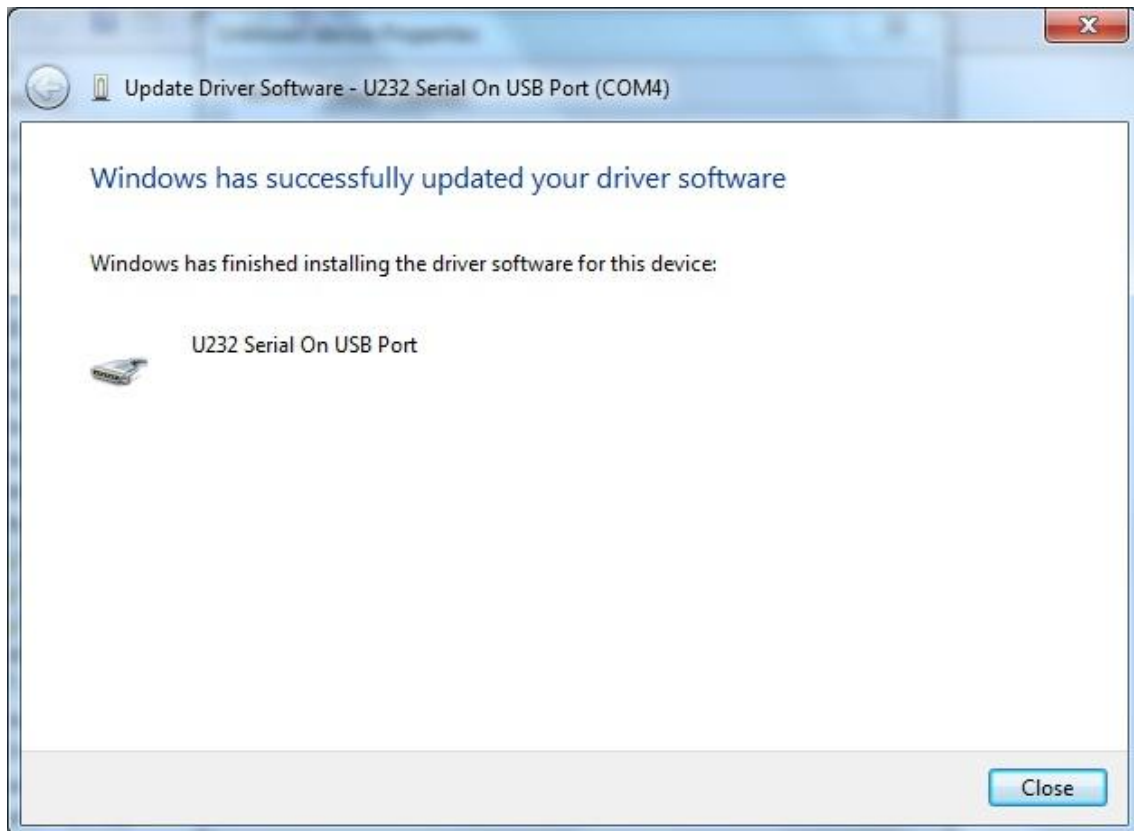 Update Driver Software - U232 Serial On USB Port (COM4)
Windows has successfully updated your driver software
Windows has finished installing the driver software for this device:
U232 Serial On USB Port
Close